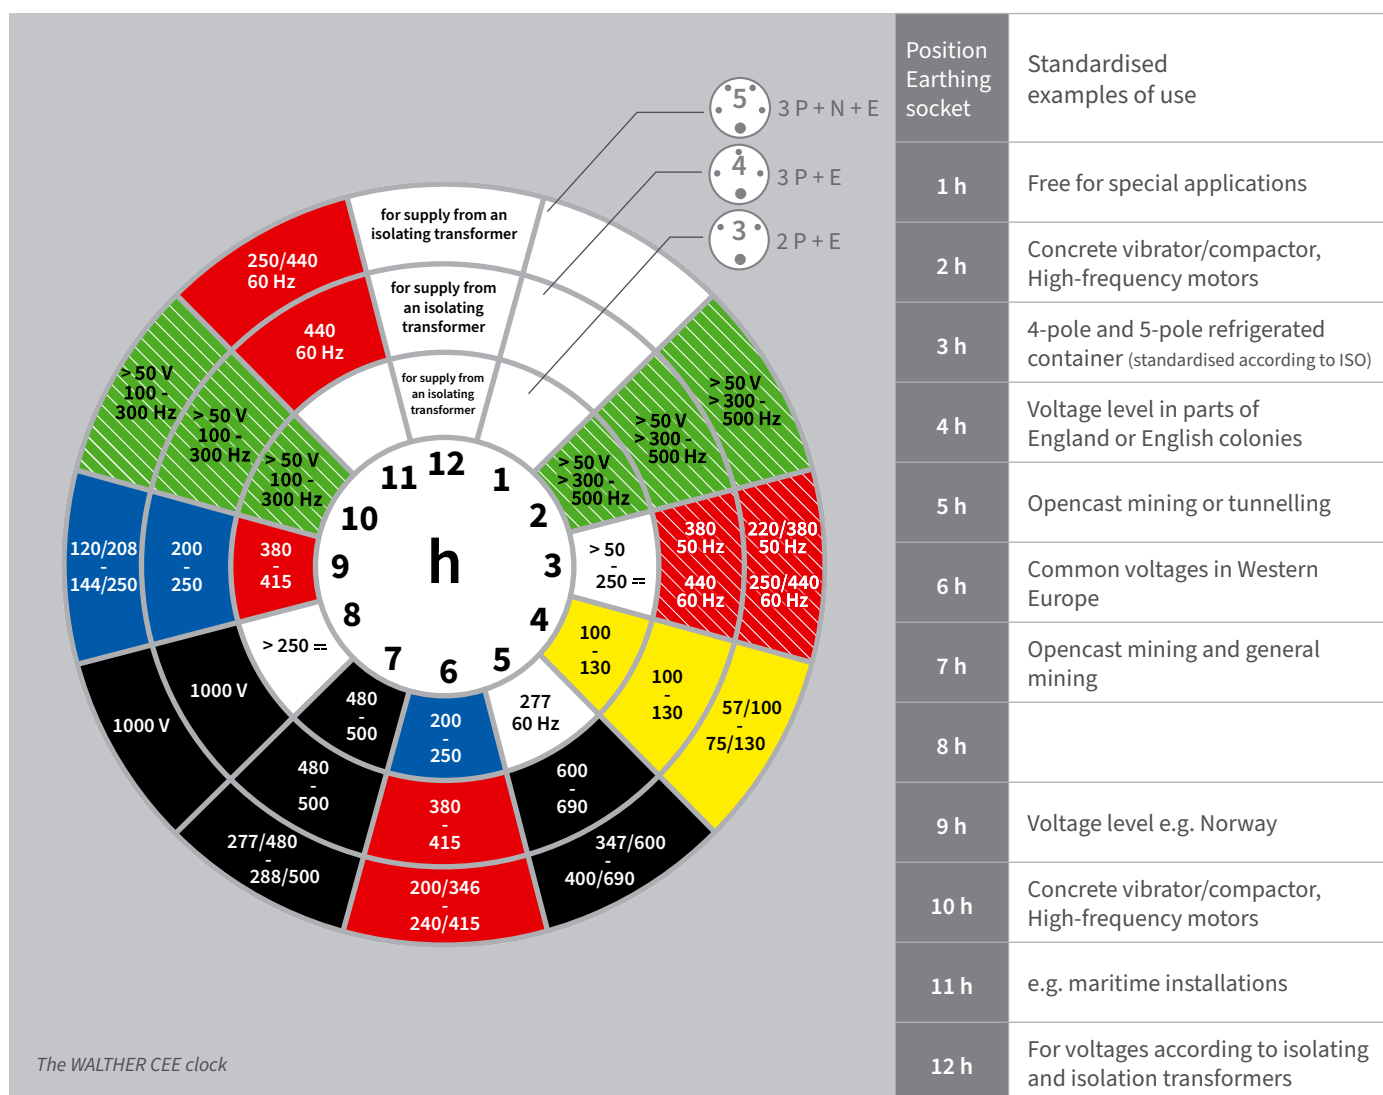 5
3 P + N + E
4
3 P + E
3
2 P + E
for supply from an
isolating transformer
for supply from
an isolating
transformer
for supply from
an isolating
transformer
250/440
60 Hz
440
60 Hz
> 50 V
100 -
300 Hz
> 50 V
100 -
300 Hz
> 50 V
100 -
300 Hz
> 50 V
> 300 -
500 Hz
> 50 V
> 300 -
500 Hz
> 50 V
> 300 -
500 Hz
120/208
-
144/250
200
-
250
380
-
415
> 50
-
250 ⎓
380
50 Hz
440
60 Hz
220/380
50 Hz
250/440
60 Hz
100
-
130
100
-
130
57/100
-
75/130
277
60 Hz
600
-
690
347/600
-
400/690
200
-
250
380
-
415
200/346
-
240/415
480
-
500
480
-
500
277/480
-
288/500
> 250 ⎓
1000 V
1000 V
12
1
2
3
4
5
6
7
8
9
10
11
h
The WALTHER CEE clock
Position
Earthing
socket
Standardised
examples of use
1 h
Free for special applications
2 h
Concrete vibrator/compactor,
High-frequency motors
3 h
4-pole and 5-pole refrigerated
container (standardised according to ISO)
4 h
Voltage level in parts of
England or English colonies
5 h
Opencast mining or tunnelling
6 h
Common voltages in Western
Europe
7 h
Opencast mining and general
mining
8 h
9 h
Voltage level e.g. Norway
10 h
Concrete vibrator/compactor,
High-frequency motors
11 h
e.g. maritime installations
12 h
For voltages according to isolating
and isolation transformers